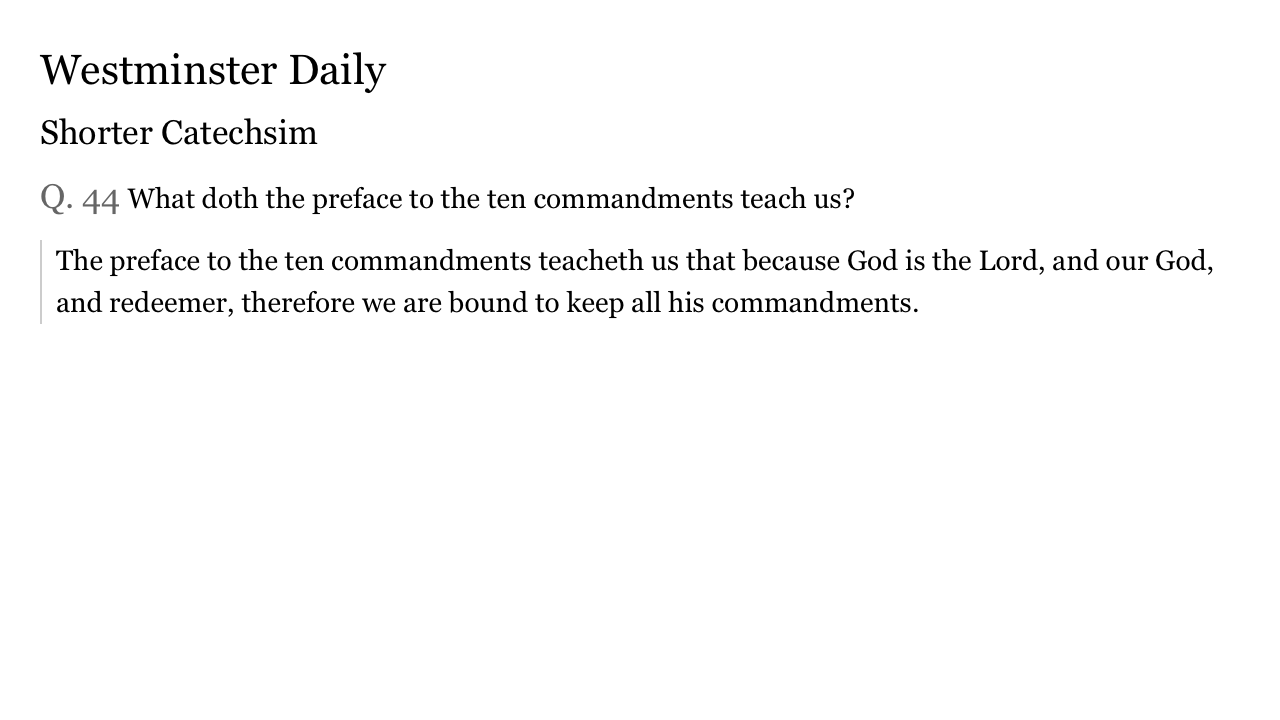 Westminster Daily
Shorter Catechsim
Q. 44 What doth the preface to the ten commandments teach us?
The preface to the ten commandments teacheth us that because God is the Lord, and our God,
and redeemer, therefore we are bound to keep all his commandments.